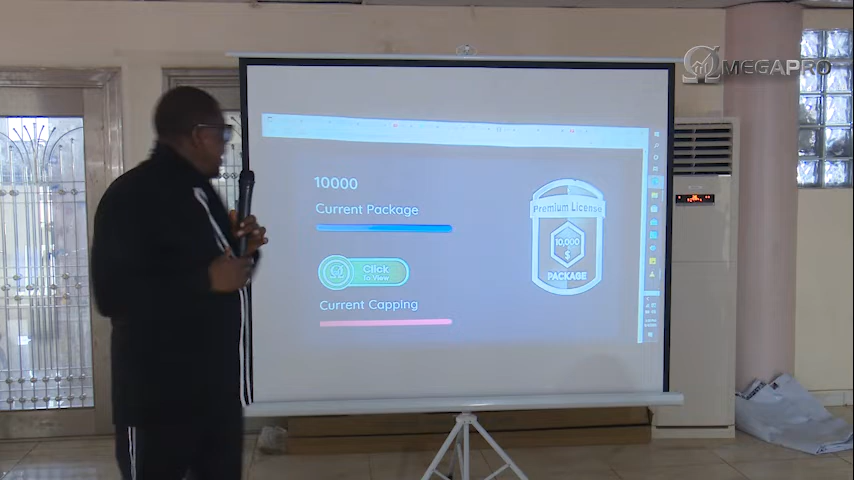 MEGAPRO
10000
Current Package
Click
To View
Current Capping
Premium License
10,000
$
PACKAGE